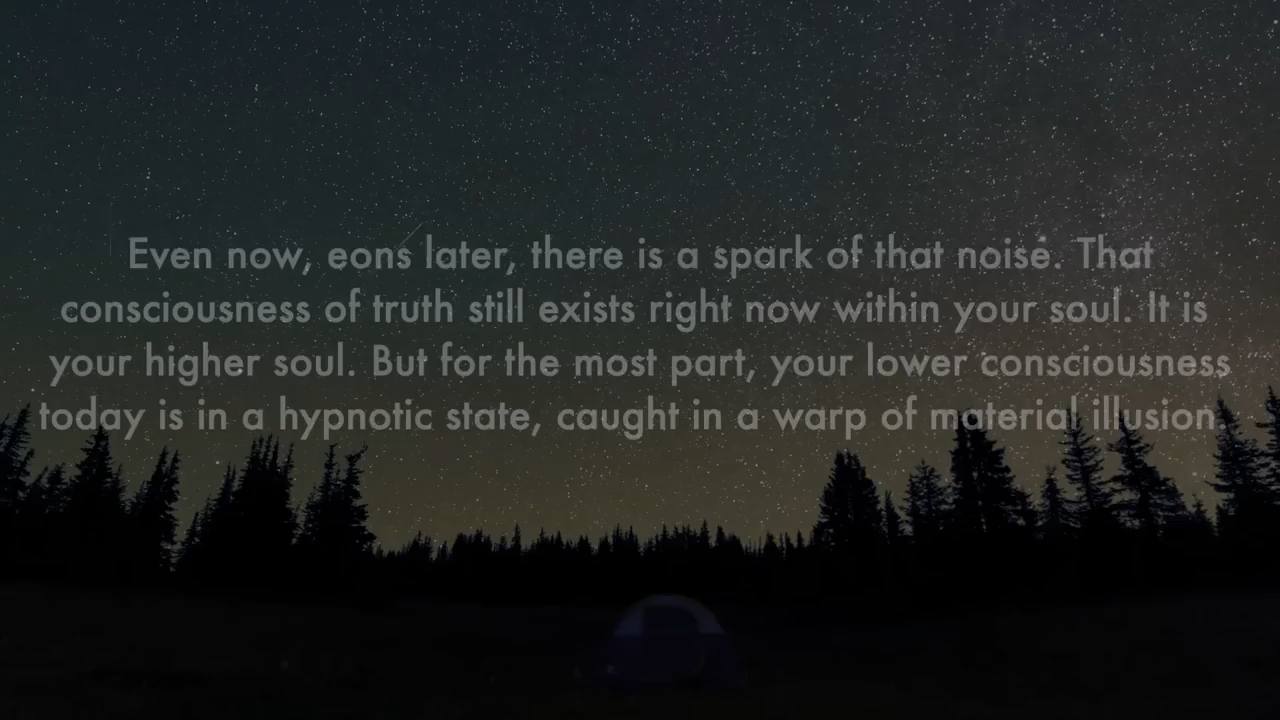 Even now, eons later, there is a spark of that noise. That
consciousness of truth still exists right now within your soul. It is
your higher soul. But for the most part, your lower consciousness
today is in a hypnotic state, caught in a warp of material illusion.